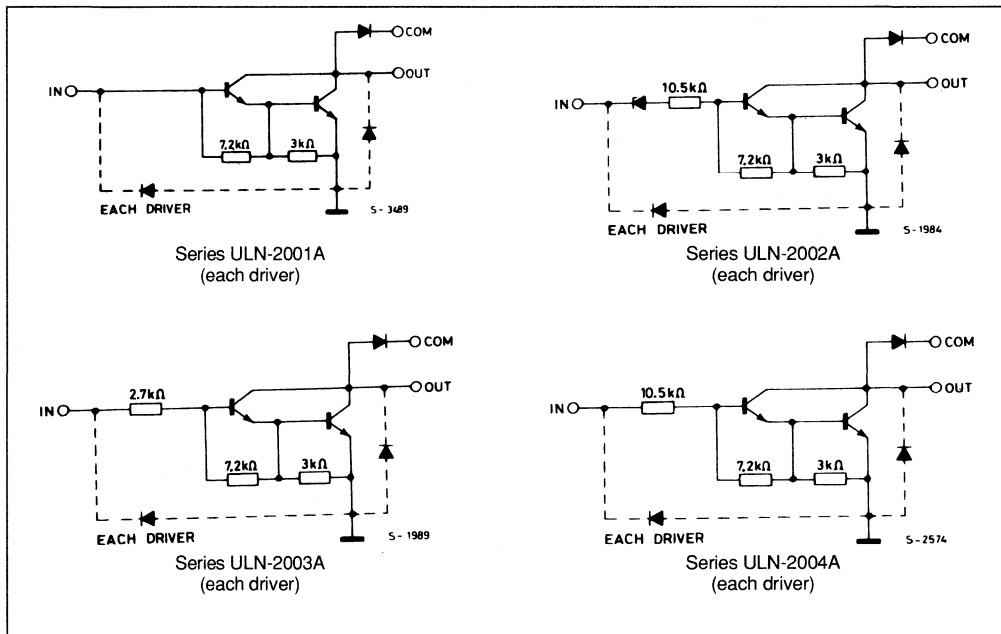 COM
OUT
IN
7.2kΩ 3kΩ
EACH DRIVER
S-3489
Series ULN-2001A
(each driver)
COM
OUT
10.5kΩ
IN
7.2kΩ 3kΩ
EACH DRIVER
S-1984
Series ULN-2002A
(each driver)
COM
OUT
2.7kΩ
IN
7.2kΩ 3kΩ
EACH DRIVER
S-1989
Series ULN-2003A
(each driver)
COM
OUT
10.5kΩ
IN
7.2kΩ 3kΩ
EACH DRIVER
S-2574
Series ULN-2004A
(each driver)